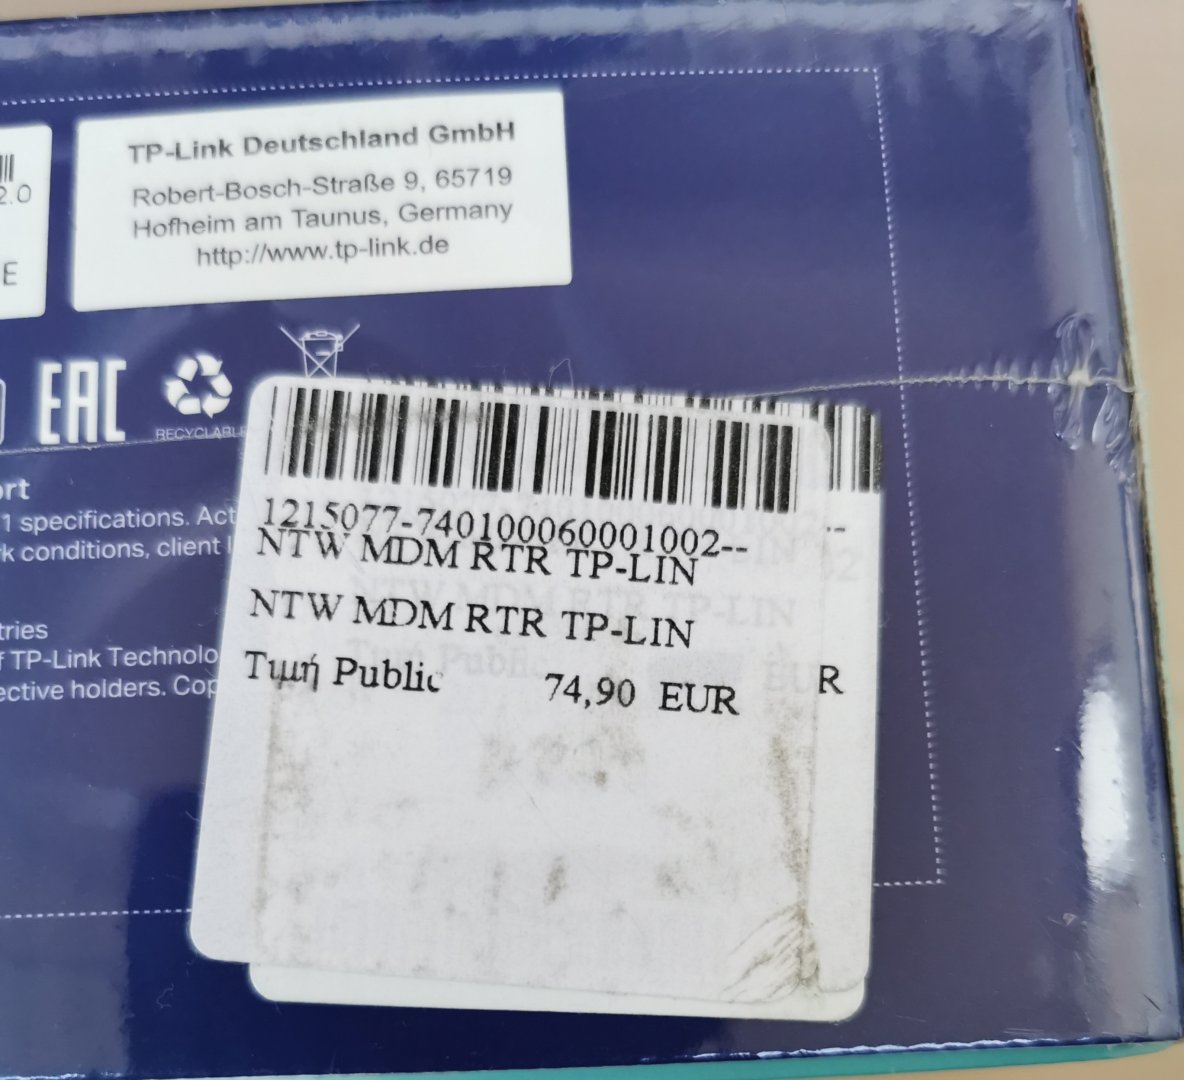 TP-Link Deutschland GmbH
Robert-Bosch-Straße 9, 65719
Hofheim am Taunus, Germany
http://www.tp-link.de
2.0
E
EAC
RECYCLABLE
ort
1 specifications. Act
k conditions, client
tries
f TP-Link Technolo
ective holders. Cop
1215077-740100060001002--
NTW MDM RTR TP-LIN
NTW MDM RTR TP-LIN
Τιμή Public 74,90 EUR
--
R